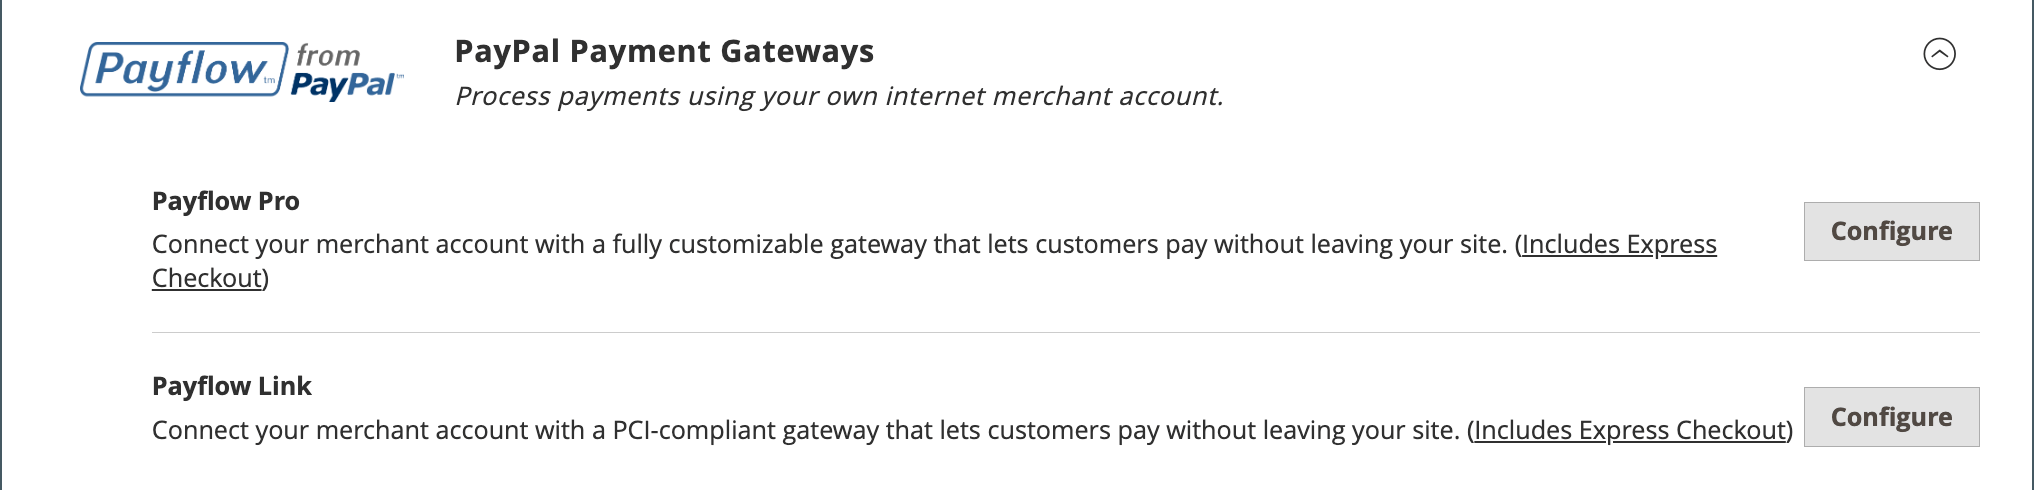 Payflow™ from
PayPal™
PayPal Payment Gateways
Process payments using your own internet merchant account.
Payflow Pro
Connect your merchant account with a fully customizable gateway that lets customers pay without leaving your site. (Includes Express
Checkout)
Configure
Payflow Link
Connect your merchant account with a PCI-compliant gateway that lets customers pay without leaving your site. (Includes Express Checkout)
Configure